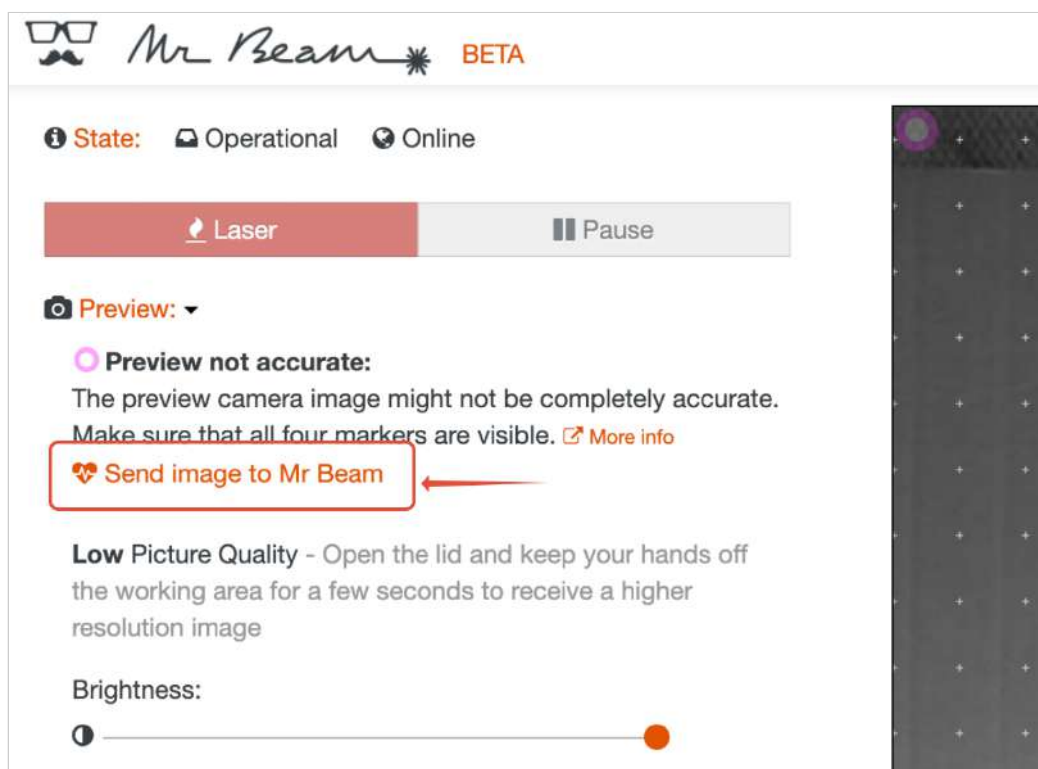 Mr Beam BETA
State: Operational Online
Laser Pause
Preview:
Preview not accurate:
The preview camera image might not be completely accurate.
Make sure that all four markers are visible. More info
Send image to Mr Beam
Low Picture Quality - Open the lid and keep your hands off
the working area for a few seconds to receive a higher
resolution image
Brightness: